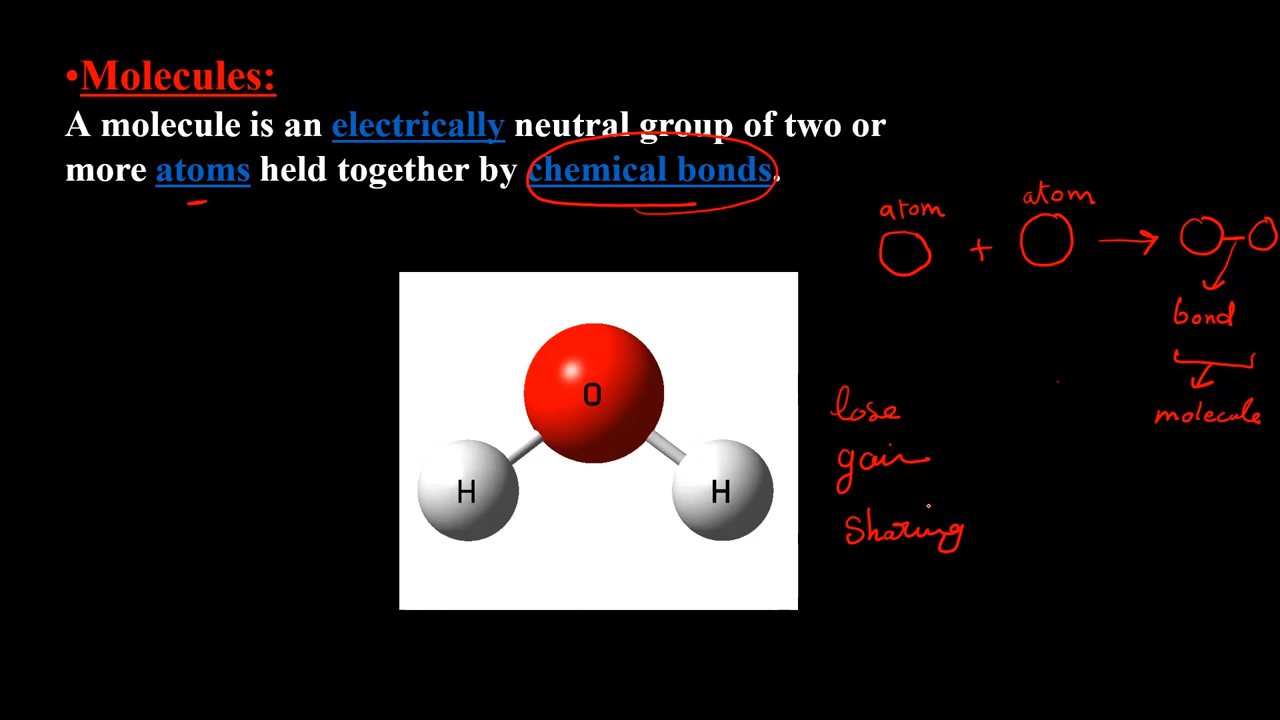 •Molecules:
A molecule is an electrically neutral group of two or
more atoms held together by chemical bonds.
atom
atom
+
bond
molecule
O
H
H
lose
gain
Sharing